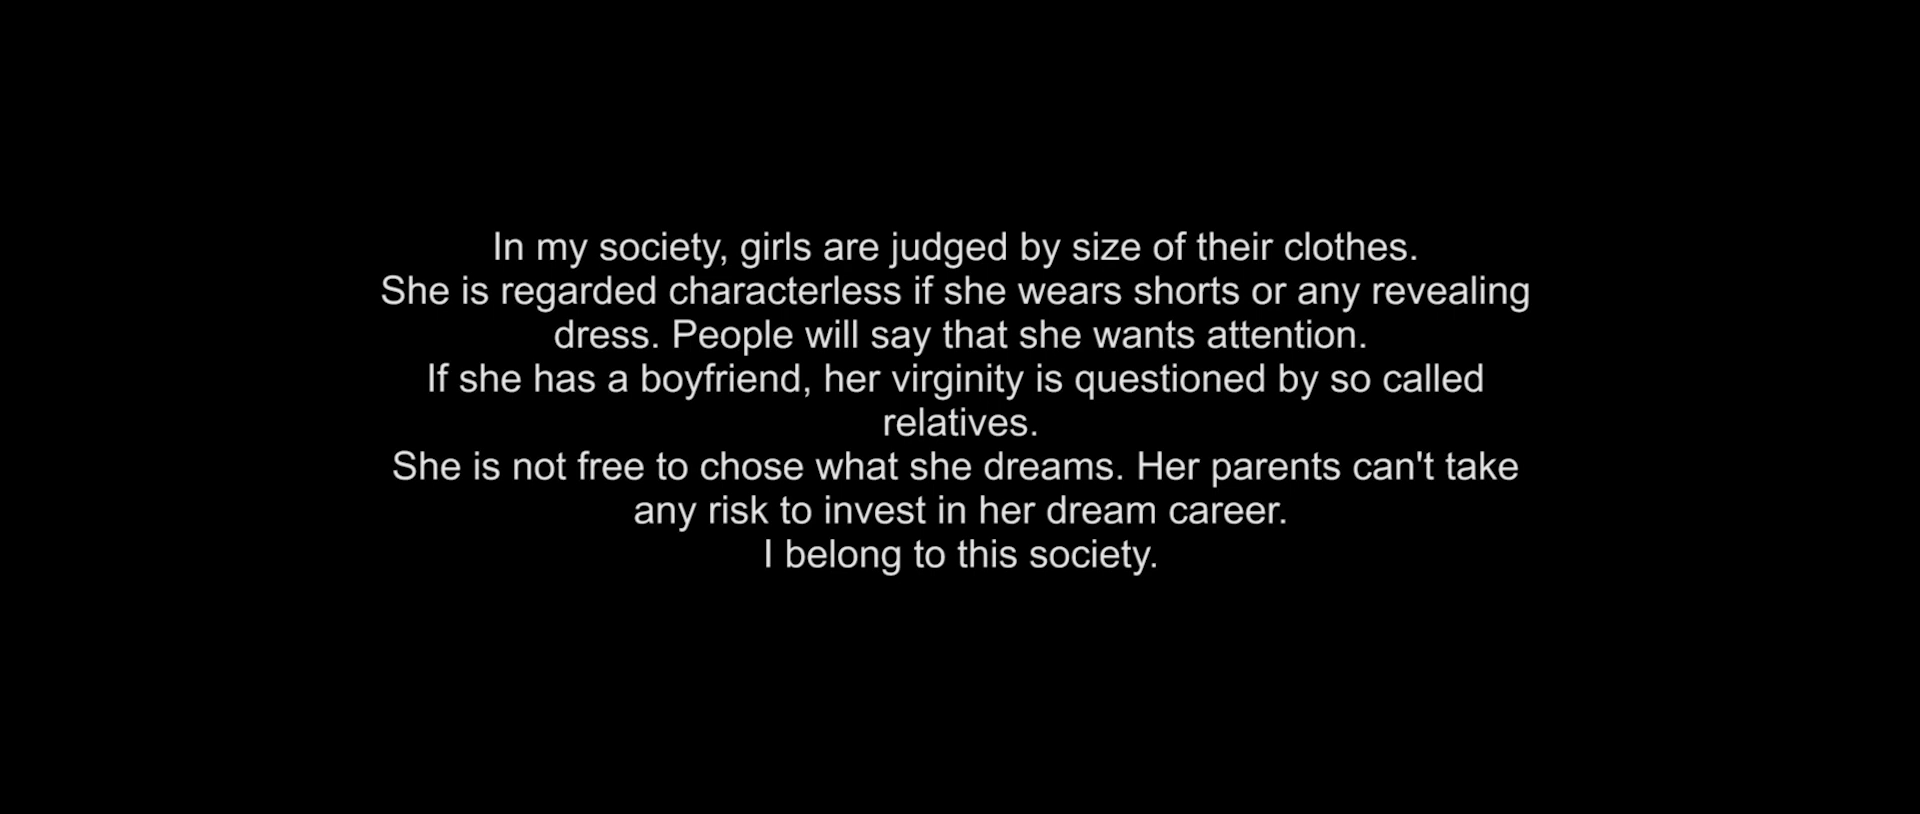 In my society, girls are judged by size of their clothes.
She is regarded characterless if she wears shorts or any revealing
dress. People will say that she wants attention.
If she has a boyfriend, her virginity is questioned by so called
relatives.
She is not free to chose what she dreams. Her parents can't take
any risk to invest in her dream career.
I belong to this society.